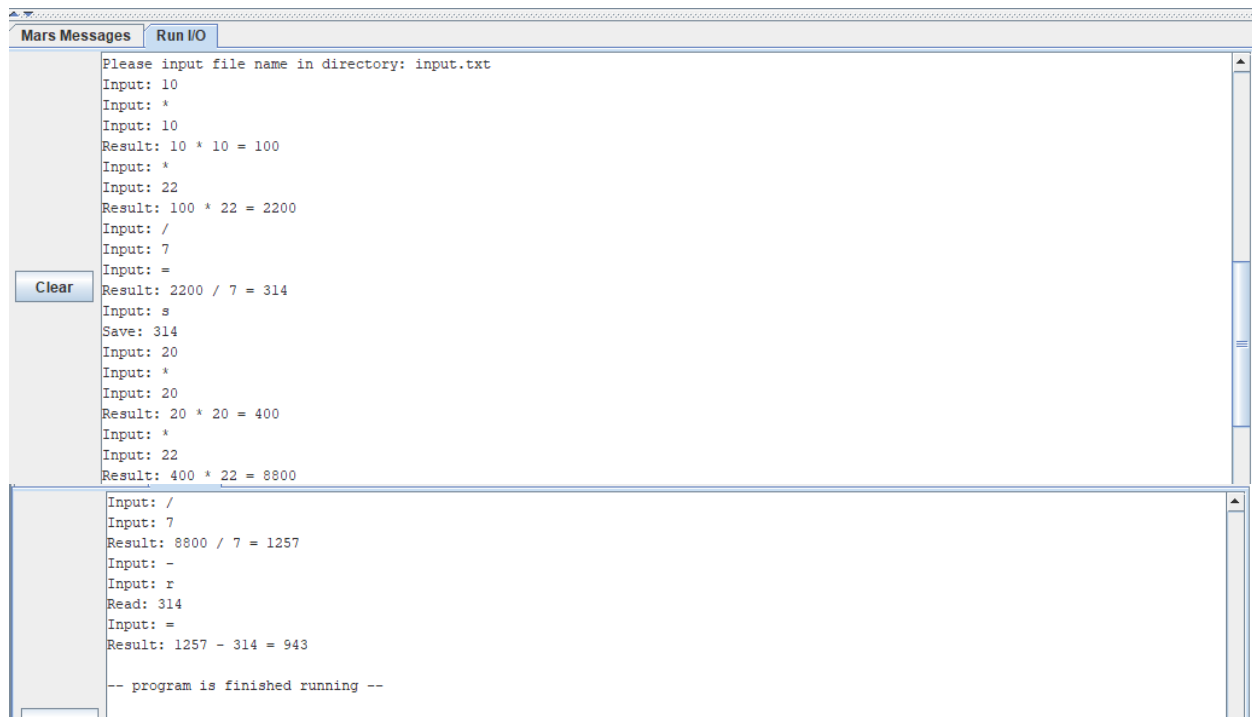 Mars Messages Run I/O
Please input file name in directory: input.txt
Input: 10
Input: *
Input: 10
Result: 10 * 10 = 100
Input: *
Input: 22
Result: 100 * 22 = 2200
Input: /
Input: 7
Input: =
Clear
Result: 2200 / 7 = 314
Input: s
Save: 314
Input: 20
Input: *
Input: 20
Result: 20 * 20 = 400
Input: *
Input: 22
Result: 400 * 22 = 8800
Input: /
Input: 7
Result: 8800 / 7 = 1257
Input: -
Input: r
Read: 314
Input: =
Result: 1257 - 314 = 943
-- program is finished running --